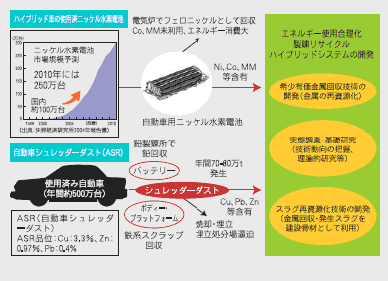 ハイブリッド車の使用済ニッケル水素電池
(万台)
300
250
200
150
100
50
0
ニッケル水素電池
市場規模予測
2010年には
250万台
国内
約100万台
2010
(出典:矢野経済研究所2004年報告書)
電気炉でフェロニッケルとして回収
Co, MM未利用、エネルギー消費大
Ni, Co, MM
等含有
自動車用ニッケル水素電池
自動車シュレッダーダスト(ASR)
使用済み自動車
(年間約500万台)
ASR(自動車シュレッダ
ーダスト)
ASR品位:Cu:3.3%、Zn:
0.97%、Pb:0.4%
鉛製錬所で
鉛回収
バッテリー
シュレッダーダスト
ボディー・
プラットフォーム
鉄系スクラップ
回収
年間70-80万t
発生
Cu, Pb, Zn
等含有
焼却・埋立
埋立処分場逼迫
エネルギー使用合理化
製錬リサイクル
ハイブリッドシステムの開発
希少有価金属回収技術の
開発(金属の再資源化)
実態調査・基礎研究
(技術動向の把握、
理論的研究等)
スラグ再資源化技術の開発
(金属回収・発生スラグを
建設骨材として利用)